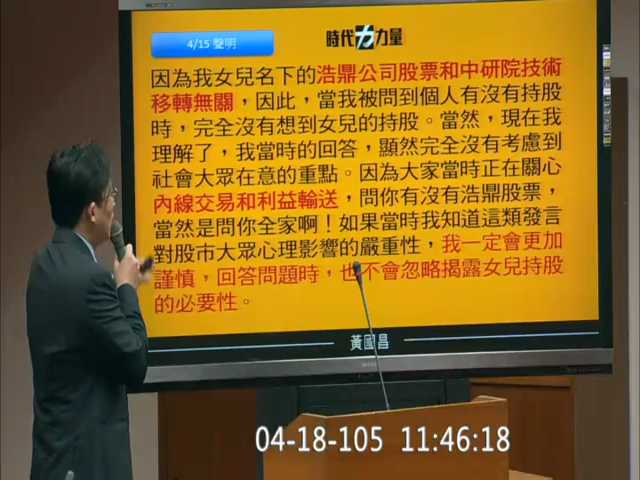 4/15 聲明
時代力量
因為我女兒名下的浩鼎公司股票和中研院技術
移轉無關，因此，當我被問到個人有沒有持股
時，完全沒有想到女兒的持股。當然，現在我
理解了，我當時的回答，顯然完全沒有考慮到
社會大眾在意的重點。因為大家當時正在關心
內線交易和利益輸送，問你有沒有浩鼎股票，
當然是問你全家啊！如果當時我知道這類發言
對股市大眾心理影響的嚴重性，我一定會更加
謹慎，回答問題時，也不會忽略揭露女兒持股
的必要性。
黃國昌
04-18-105 11:46:18